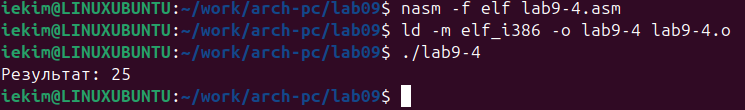 iekim@LINUXUBUNTU:~/work/arch-pc/lab09$ nasm -f elf lab9-4.asm
iekim@LINUXUBUNTU:~/work/arch-pc/lab09$ ld -m elf_i386 -o lab9-4 lab9-4.o
iekim@LINUXUBUNTU:~/work/arch-pc/lab09$ ./lab9-4
Результат: 25
iekim@LINUXUBUNTU:~/work/arch-pc/lab09$